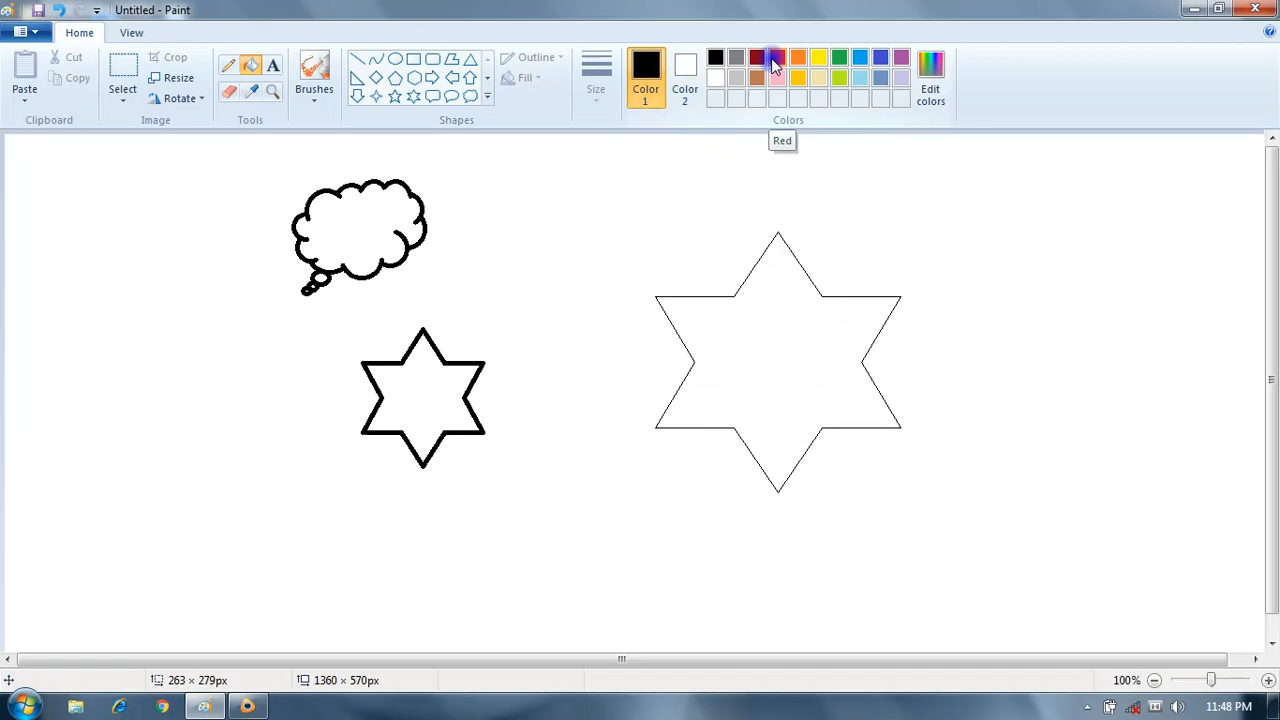 Untitled - Paint
Home
View
Paste
Cut
Copy
Clipboard
Select
Crop
Resize
Rotate
Image
A
Tools
Brushes
Outline
Fill
Shapes
Size
Color 1
Color 2
Edit colors
Colors
Red
263 × 279px
1360 × 570px
100%
11:48 PM